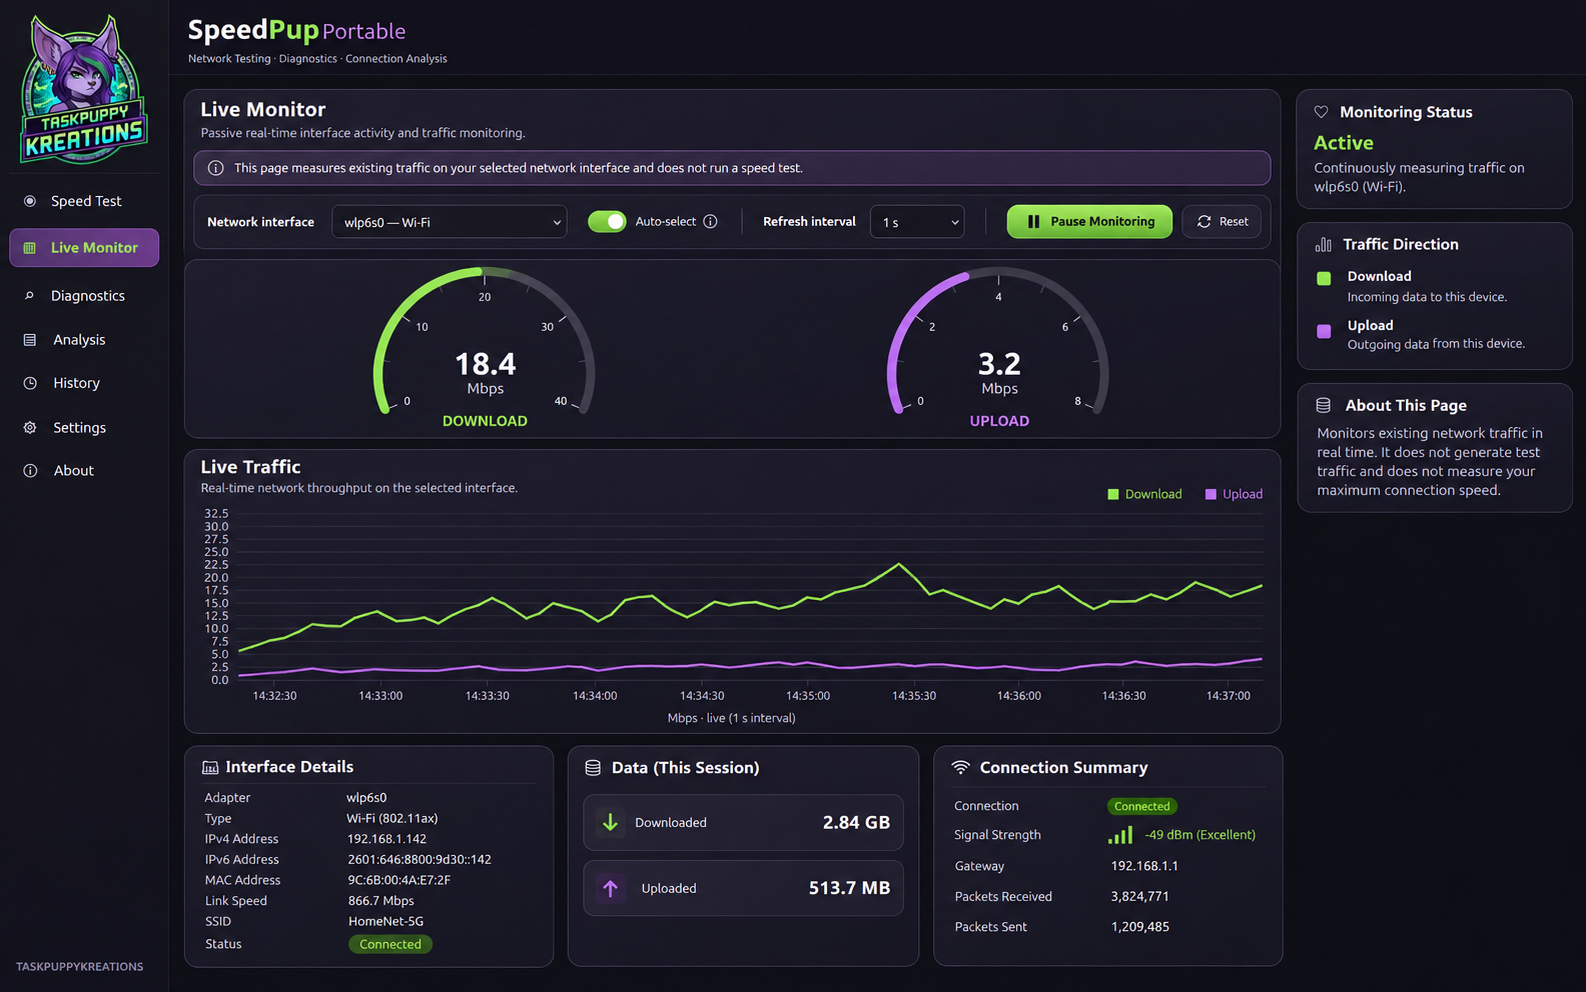 TASKPUPPY
KREATIONS
SpeedPup Portable
Network Testing · Diagnostics · Connection Analysis
Speed Test
Live Monitor
Diagnostics
Analysis
History
Settings
About
TASKPUPPYKREATIONS
Live Monitor
Passive real-time interface activity and traffic monitoring.
This page measures existing traffic on your selected network interface and does not run a speed test.
Network interface
wlp6s0 — Wi-Fi
Auto-select
Refresh interval
1 s
Pause Monitoring
Reset
0
10
20
30
40
18.4
Mbps
DOWNLOAD
0
2
4
6
8
3.2
Mbps
UPLOAD
Live Traffic
Real-time network throughput on the selected interface.
Download
Upload
32.5
30.0
27.5
25.0
22.5
20.0
17.5
15.0
12.5
10.0
7.5
5.0
2.5
0.0
14:32:30 14:33:00 14:33:30 14:34:00 14:34:30 14:35:00 14:35:30 14:36:00 14:36:30 14:37:00
Mbps · live (1 s interval)
Interface Details
Adapter wlp6s0
Type Wi-Fi (802.11ax)
IPv4 Address 192.168.1.142
IPv6 Address 2601:646:8800:9d30::142
MAC Address 9C:6B:00:4A:E7:2F
Link Speed 866.7 Mbps
SSID HomeNet-5G
Status Connected
Data (This Session)
Downloaded 2.84 GB
Uploaded 513.7 MB
Connection Summary
Connection Connected
Signal Strength -49 dBm (Excellent)
Gateway 192.168.1.1
Packets Received 3,824,771
Packets Sent 1,209,485
Monitoring Status
Active
Continuously measuring traffic on
wlp6s0 (Wi-Fi).
Traffic Direction
Download
Incoming data to this device.
Upload
Outgoing data from this device.
About This Page
Monitors existing network traffic in
real time. It does not generate test
traffic and does not measure your
maximum connection speed.